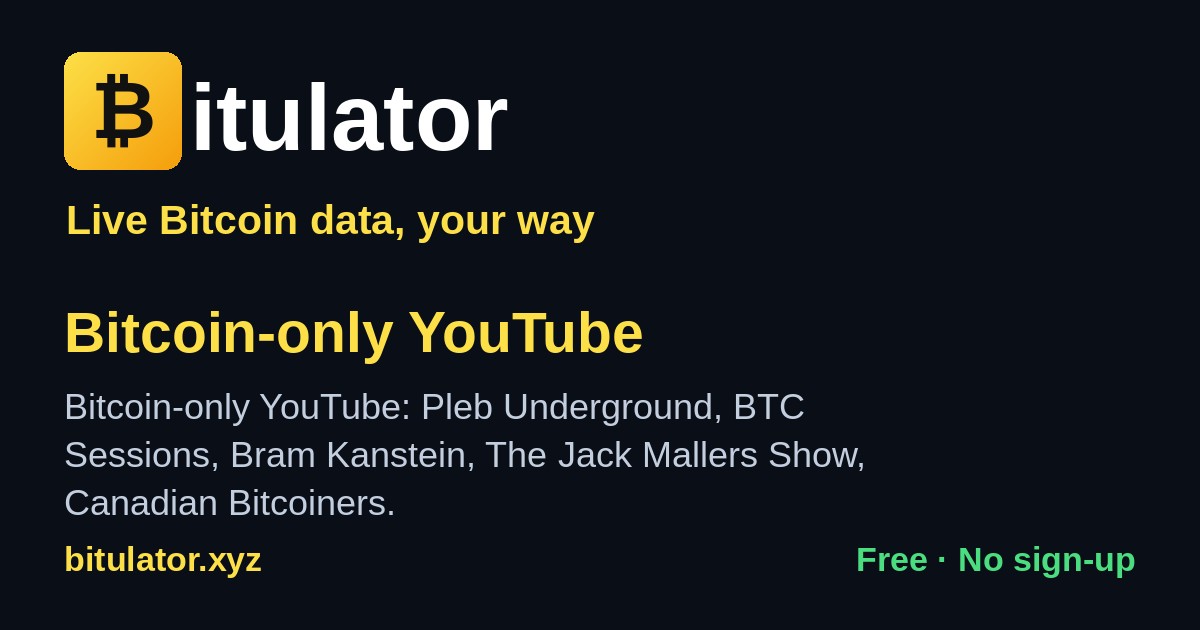 ₿itulator
Live Bitcoin data, your way
Bitcoin-only YouTube
Bitcoin-only YouTube: Pleb Underground, BTC
Sessions, Bram Kanstein, The Jack Mallers Show,
Canadian Bitcoiners.
bitulator.xyz
Free · No sign-up